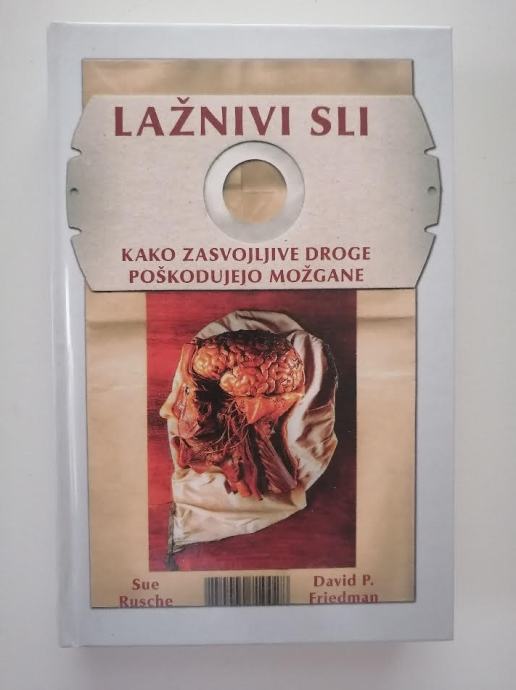 LAŽNIVI SLI
KAKO ZASVOJLJIVE DROGE
POŠKODUJEJO MOŽGANE
Sue
Rusche
David P.
Friedman